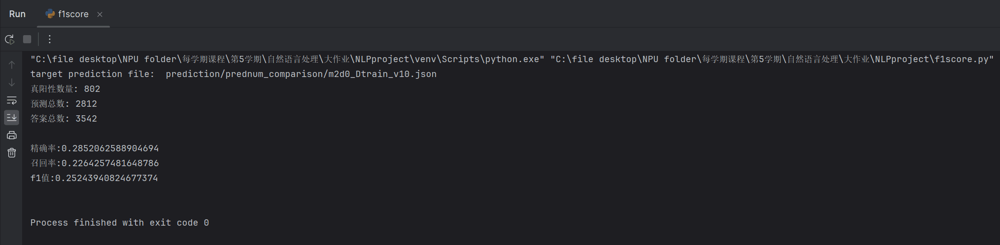 Run f1score
"C:\file desktop\NPU folder\每学期课程\第5学期\自然语言处理\大作业\NLPproject\venv\Scripts\python.exe" "C:\file desktop\NPU folder\每学期课程\第5学期\自然语言处理\大作业\NLPproject\f1score.py"
target prediction file:  prediction/prednum_comparison/m2d0_Dtrain_v10.json
真阳性数量: 802
预测总数: 2812
答案总数: 3542
精确率:0.2852062588904694
召回率:0.2264257481648786
f1值:0.25243940824677374
Process finished with exit code 0